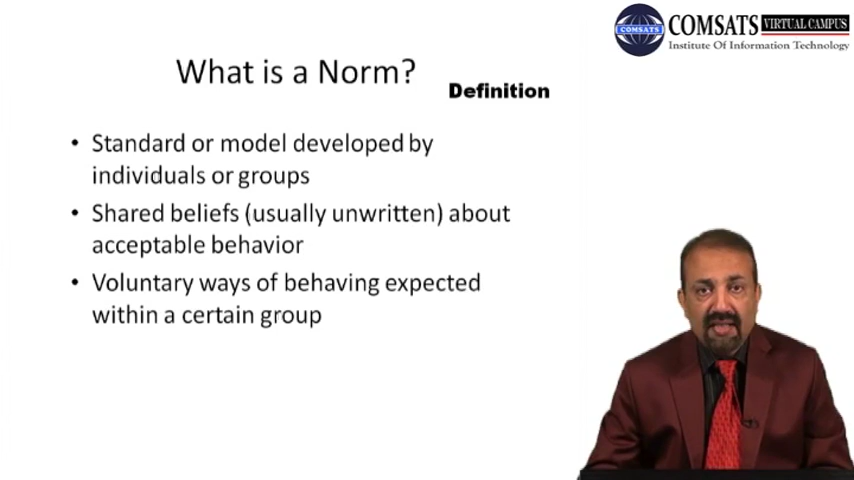 COMSATS VIRTUAL CAMPUS
Institute Of Information Technology
COMSATS
What is a Norm?
Definition
• Standard or model developed by
individuals or groups
• Shared beliefs (usually unwritten) about
acceptable behavior
• Voluntary ways of behaving expected
within a certain group